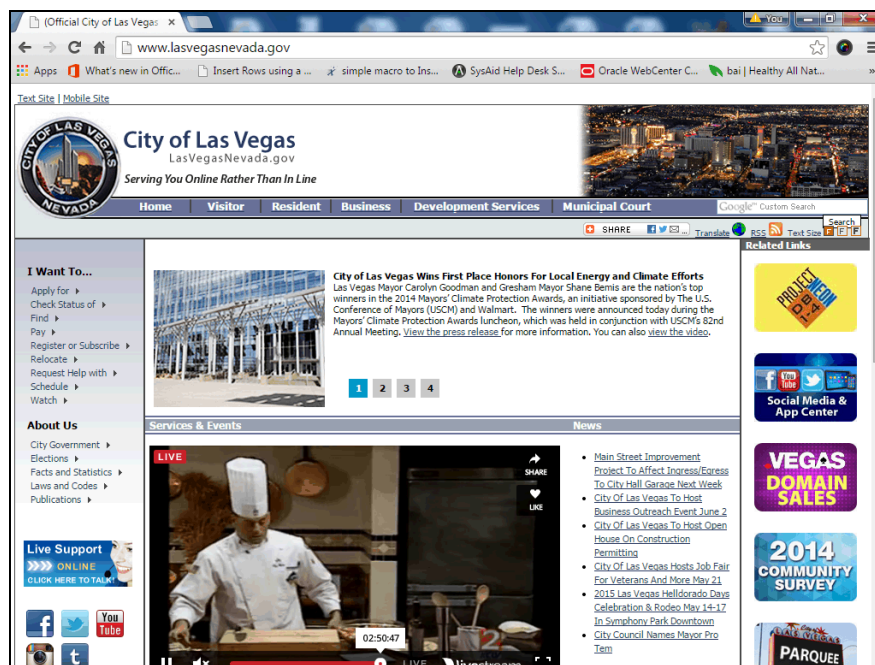 (Official City of Las Vegas
You
www.lasvegasnevada.gov
Apps What's new in Offic... Insert Rows using a ... simple macro to Ins... SysAid Help Desk S... Oracle WebCenter C... bai | Healthy All Nat... »
Text Site | Mobile Site
CITY OF LAS VEGAS
NEVADA
City of Las Vegas
LasVegasNevada.gov
Serving You Online Rather Than In Line
Home Visitor Resident Business Development Services Municipal Court
Google™ Custom Search
Search
SHARE ... Translate RSS Text Size F F F
Related Links
I Want To...
Apply for
Check Status of
Find
Pay
Register or Subscribe
Relocate
Request Help with
Schedule
Watch
About Us
City Government
Elections
Facts and Statistics
Laws and Codes
Publications
Live Support
ONLINE
CLICK HERE TO TALK!
You
Tube
t
City of Las Vegas Wins First Place Honors For Local Energy and Climate Efforts
Las Vegas Mayor Carolyn Goodman and Gresham Mayor Shane Bemis are the nation's top
winners in the 2014 Mayors' Climate Protection Awards, an initiative sponsored by The U.S.
Conference of Mayors (USCM) and Walmart. The winners were announced today during the
Mayors' Climate Protection Awards luncheon, which was held in conjunction with USCM's 82nd
Annual Meeting. View the press release for more information. You can also view the video.
1 2 3 4
Services & Events
News
LIVE
SHARE
LIKE
02:50:47
LIVE
livestream
Main Street Improvement
Project To Affect Ingress/Egress
To City Hall Garage Next Week
City Of Las Vegas To Host
Business Outreach Event June 2
City Of Las Vegas To Host Open
House On Construction
Permitting
City Of Las Vegas Hosts Job Fair
For Veterans And More May 21
2015 Las Vegas Helldorado Days
Celebration & Rodeo May 14-17
In Symphony Park Downtown
City Council Names Mayor Pro
Tem
PROJECT
NEON
DB
1-4
You
Tube
Social Media &
App Center
.VEGAS
DOMAIN
SALES
2014
COMMUNITY
SURVEY
PARQUEE